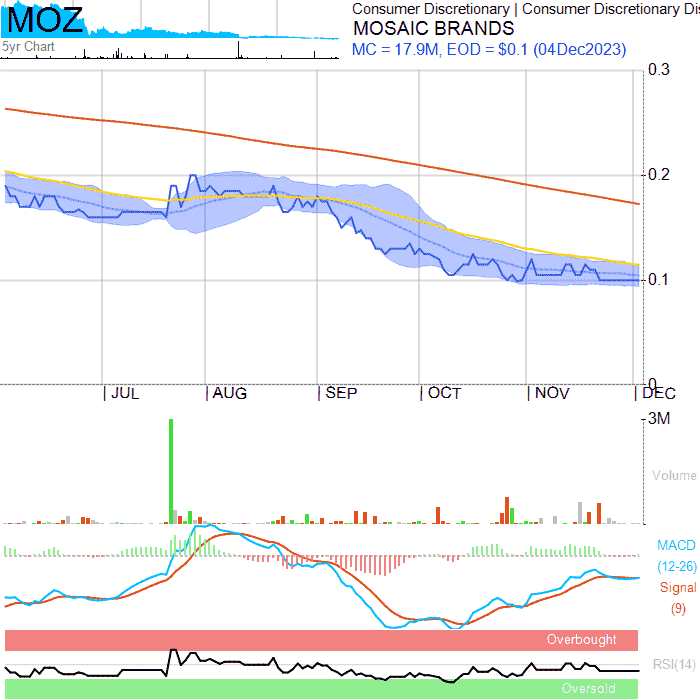 MOZ
5yr Chart
Consumer Discretionary | Consumer Discretionary Dis
MOSAIC BRANDS
MC = 17.9M, EOD = $0.1 (04Dec2023)
0.3
0.2
0.1
0
JUL AUG SEP OCT NOV DEC
3M
Volume
MACD
(12-26)
Signal
(9)
Overbought
RSI(14)
Oversold